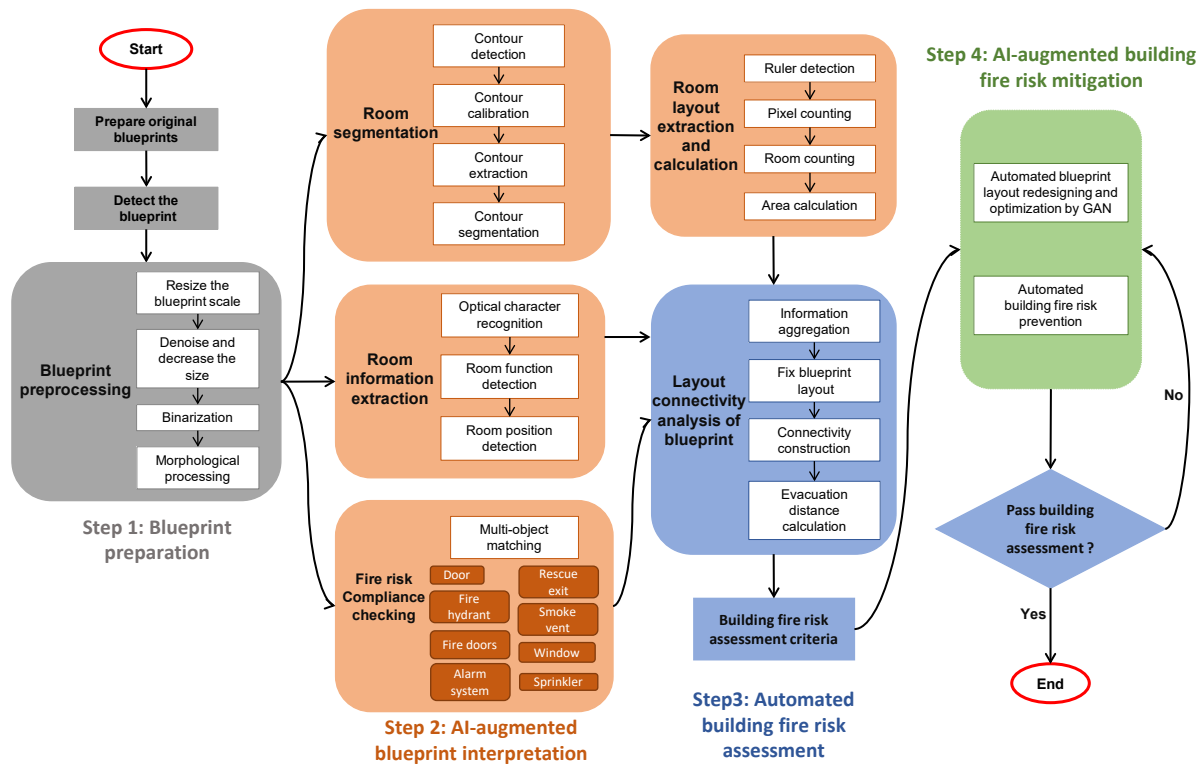 Start
Prepare original
blueprints
Detect the
blueprint
Blueprint
preprocessing
Resize the
blueprint scale
Denoise and
decrease the
size
Binarization
Morphological
processing
Step 1: Blueprint
preparation
Room
segmentation
Contour
detection
Contour
calibration
Contour
extraction
Contour
segmentation
Room
information
extraction
Optical character
recognition
Room function
detection
Room position
detection
Fire risk
Compliance
checking
Multi-object
matching
Door
Fire
hydrant
Fire doors
Alarm
system
Rescue
exit
Smoke
vent
Window
Sprinkler
Step 2: AI-augmented
blueprint interpretation
Room
layout
extraction
and
calculation
Ruler detection
Pixel counting
Room counting
Area calculation
Layout
connectivity
analysis of
blueprint
Information
aggregation
Fix blueprint
layout
Connectivity
construction
Evacuation
distance
calculation
Building fire risk
assessment criteria
Step3: Automated
building fire risk
assessment
Step 4: AI-augmented building
fire risk mitigation
Automated blueprint
layout redesigning and
optimization by GAN
Automated
building fire risk
prevention
No
Pass building
fire risk
assessment ?
Yes
End